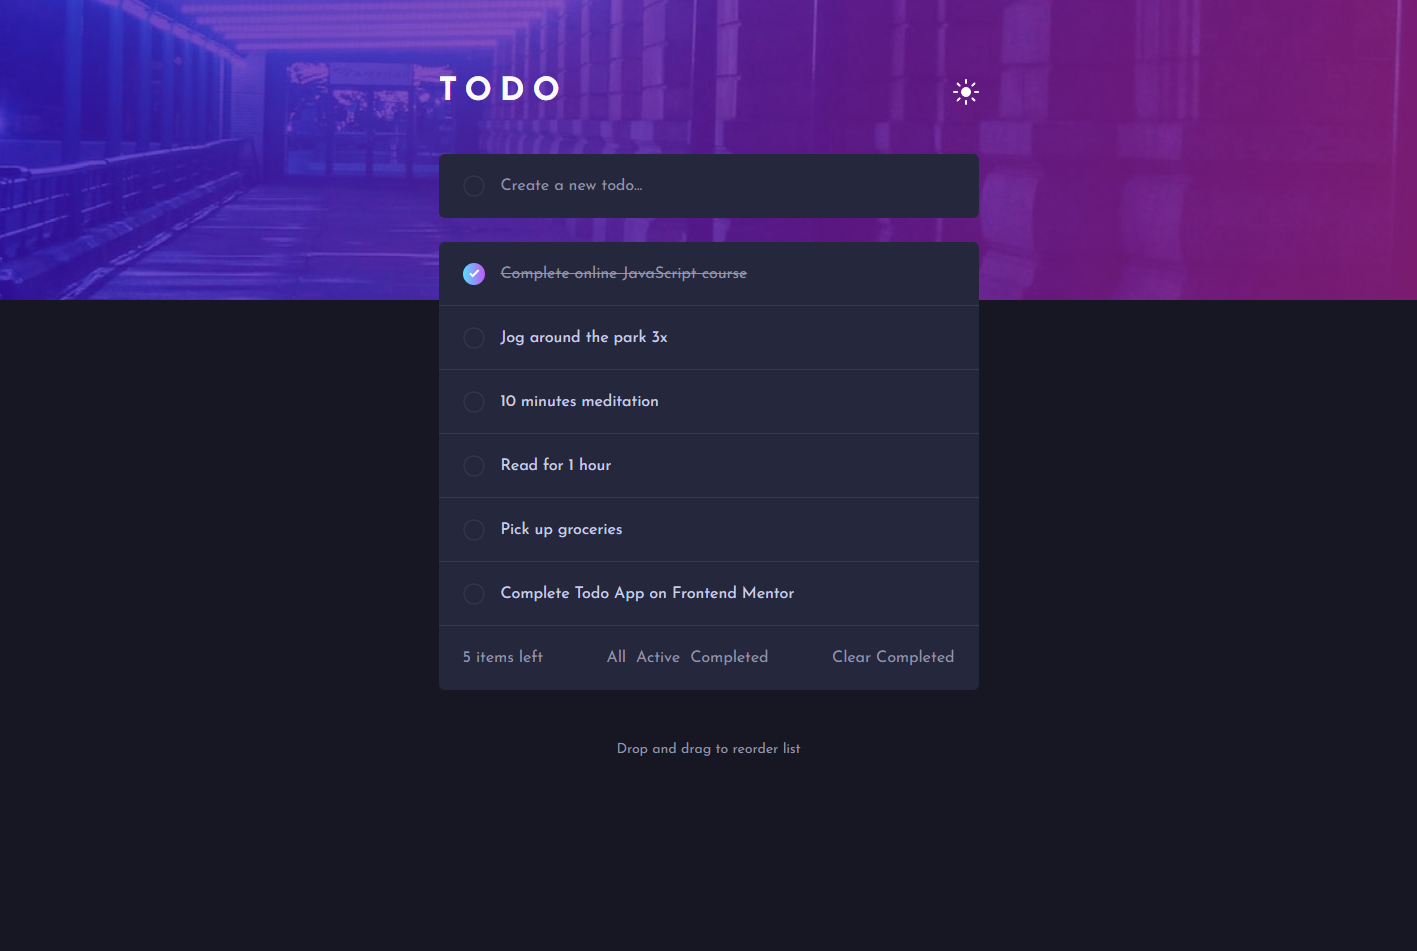 TODO
Create a new todo...
Complete online JavaScript course
Jog around the park 3x
10 minutes meditation
Read for 1 hour
Pick up groceries
Complete Todo App on Frontend Mentor
5 items left All Active Completed Clear Completed
Drop and drag to reorder list